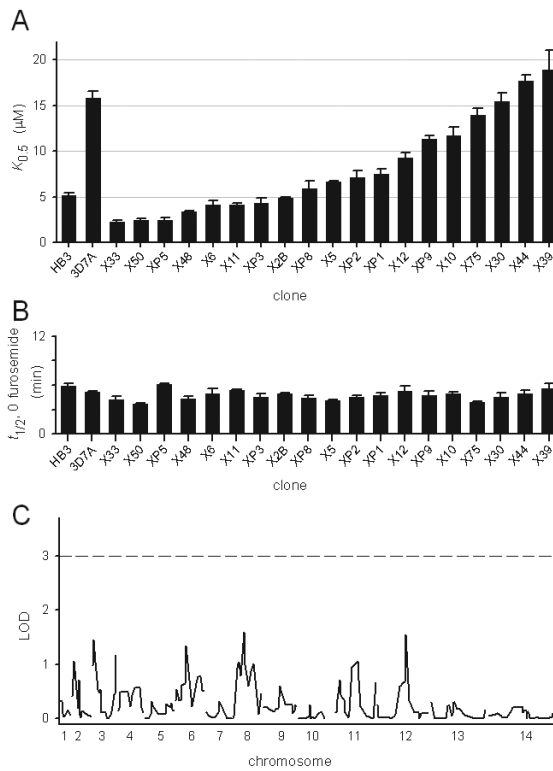 A
20
15
10
5
0
K0.5 (μM)
HB3 3D7A X33 X50 XP5 X48 X6 X11 XP3 X2B XP8 X5 XP2 XP1 X12 XP9 X10 X75 X30 X44 X39
clone
B
12
0
t1/2, 0 furosemide
(min)
HB3 3D7A X33 X50 XP5 X48 X6 X11 XP3 X2B XP8 X5 XP2 XP1 X12 XP9 X10 X75 X30 X44 X39
clone
C
3
2
1
0
LOD
1 2 3 4 5 6 7 8 9 10 11 12 13 14
chromosome